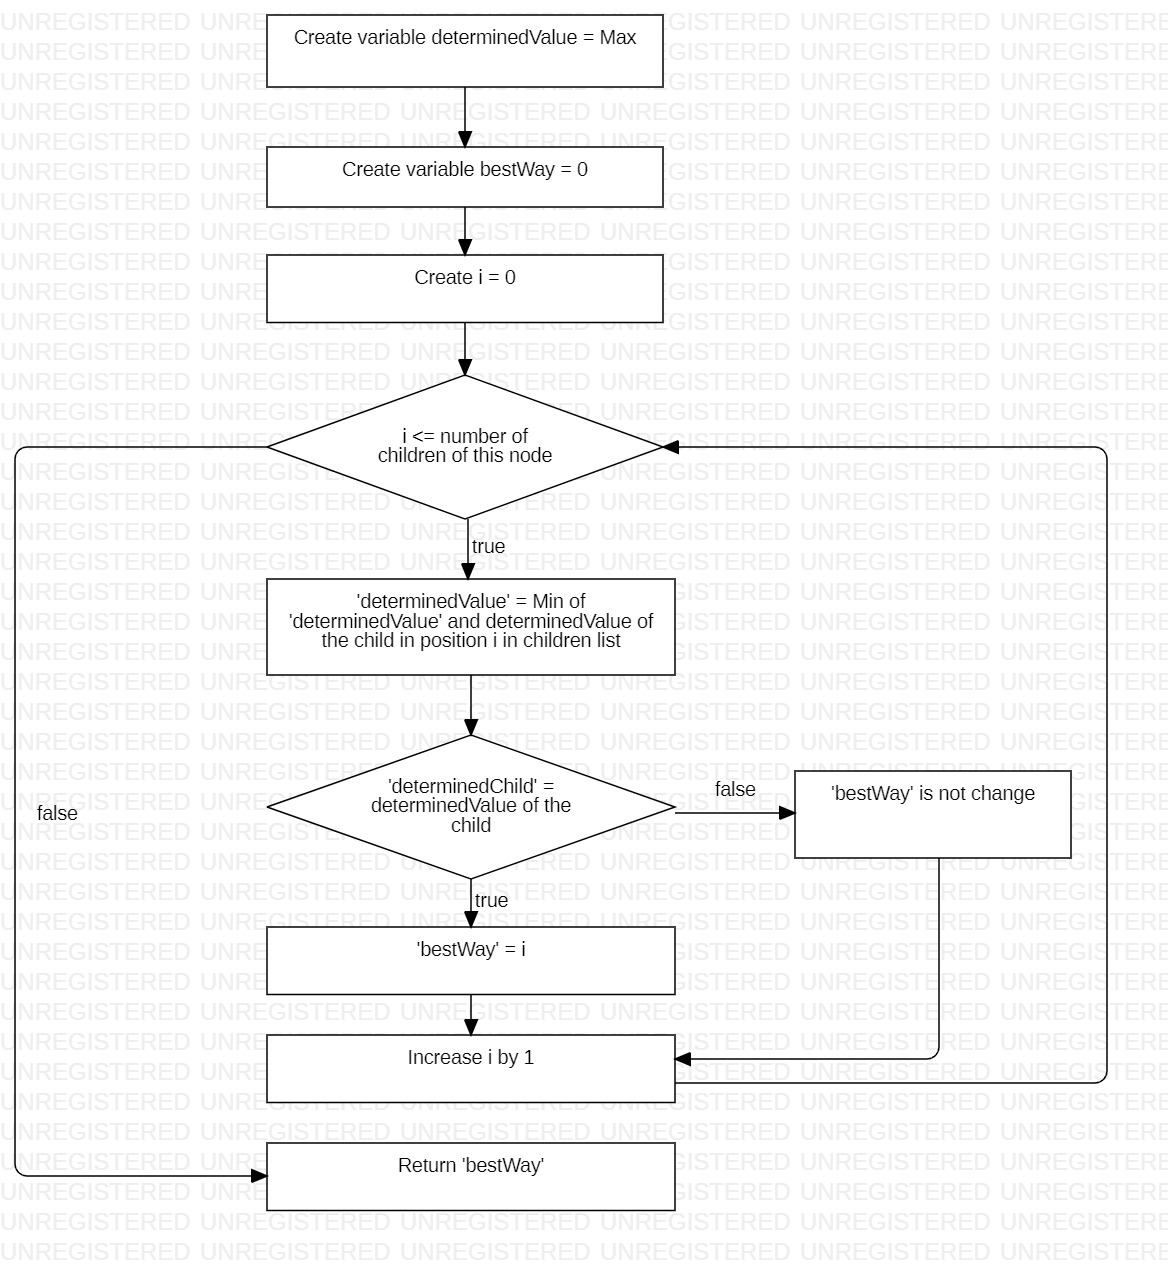 Create variable determinedValue = Max
Create variable bestWay = 0
Create i = 0
i <= number of
children of this node
true
'determinedValue' = Min of
'determinedValue' and determinedValue of
the child in position i in children list
'determinedChild' =
determinedValue of the
child
false
'bestWay' is not change
false
true
'bestWay' = i
Increase i by 1
Return 'bestWay'
UNREGISTERED